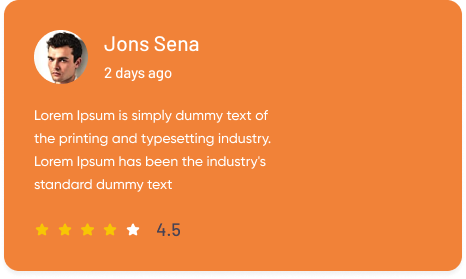 Jons Sena
2 days ago
Lorem Ipsum is simply dummy text of
the printing and typesetting industry.
Lorem Ipsum has been the industry's
standard dummy text
4.5